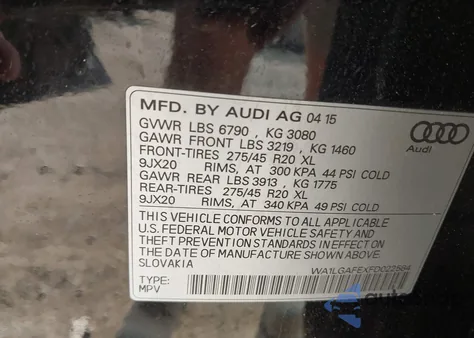 MFD. BY AUDI AG 04 15
GVWR LBS 6790 , KG 3080
GAWR FRONT LBS 3219 , KG 1460
FRONT-TIRES 275/45 R20 XL
9JX20 RIMS, AT 300 KPA 44 PSI COLD
GAWR REAR LBS 3913 , KG 1775
REAR-TIRES 275/45 R20 XL
9JX20 RIMS, AT 340 KPA 49 PSI COLD
THIS VEHICLE CONFORMS TO ALL APPLICABLE
U.S. FEDERAL MOTOR VEHICLE SAFETY AND
THEFT PREVENTION STANDARDS IN EFFECT ON
THE DATE OF MANUFACTURE SHOWN ABOVE.
SLOVAKIA
TYPE:
MPV
WA1LGAFEXFD022564
Audi